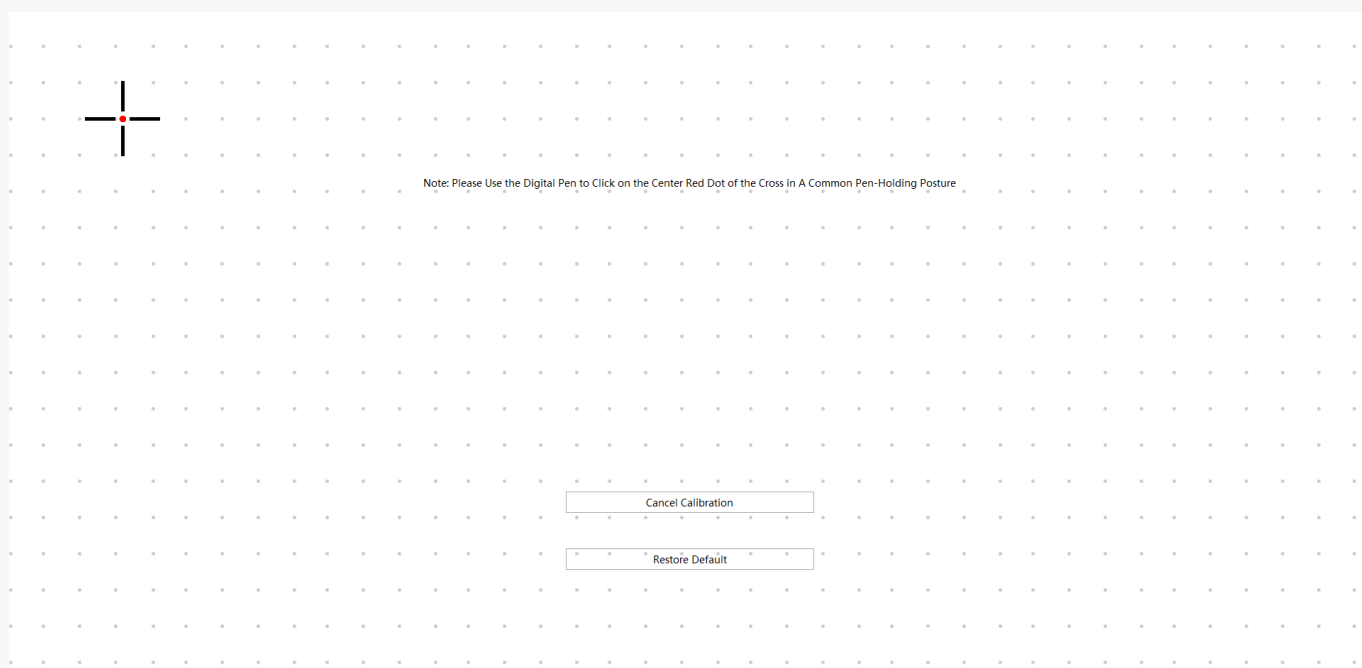 Note: Please Use the Digital Pen to Click on the Center Red Dot of the Cross in A Common Pen-Holding Posture
Cancel Calibration
Restore Default